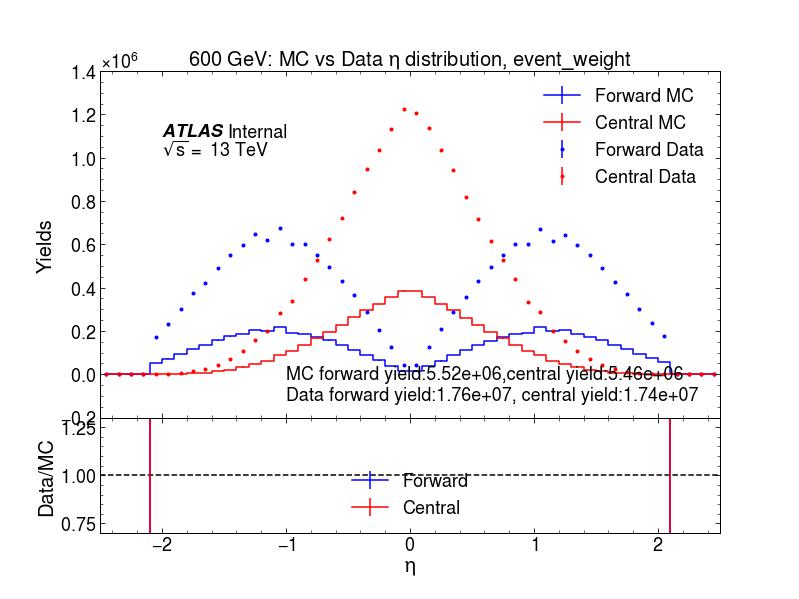 600 GeV: MC vs Data η distribution, event_weight
×10⁶
1.4
1.2
1.0
0.8
0.6
0.4
0.2
0.0
0.2
Yields
ATLAS Internal
√s = 13 TeV
Forward MC
Central MC
Forward Data
Central Data
MC forward yield:5.52e+06,central yield:5.46e+06
Data forward yield:1.76e+07, central yield:1.74e+07
1.25
1.00
0.75
Data/MC
Forward
Central
−2 −1 0 1 2
η